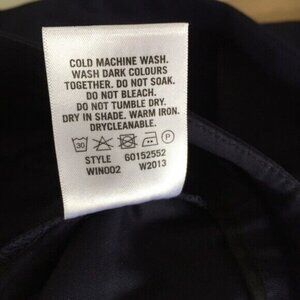 COLD MACHINE WASH.
WASH DARK COLOURS
TOGETHER. DO NOT SOAK.
DO NOT BLEACH.
DO NOT TUMBLE DRY.
DRY IN SHADE. WARM IRON.
DRYCLEANABLE.
30 P
STYLE G0152552
WIN002 W2013